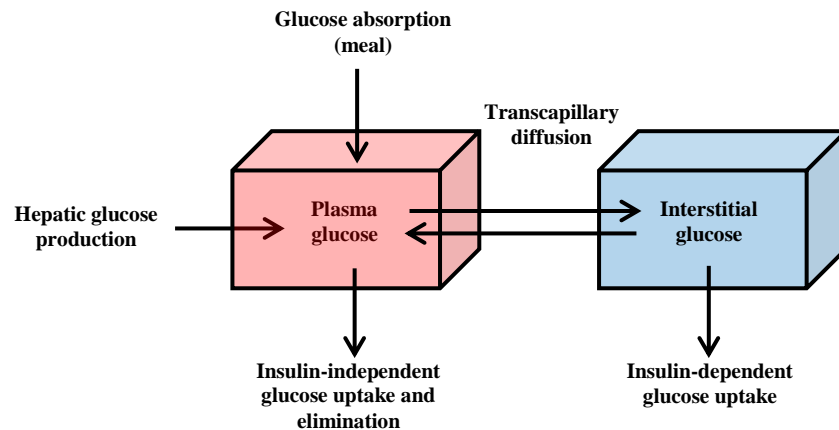 Glucose absorption
(meal)
Transcapillary
diffusion
Hepatic glucose
production
Plasma
glucose
Interstitial
glucose
Insulin-independent
glucose uptake and
elimination
Insulin-dependent
glucose uptake